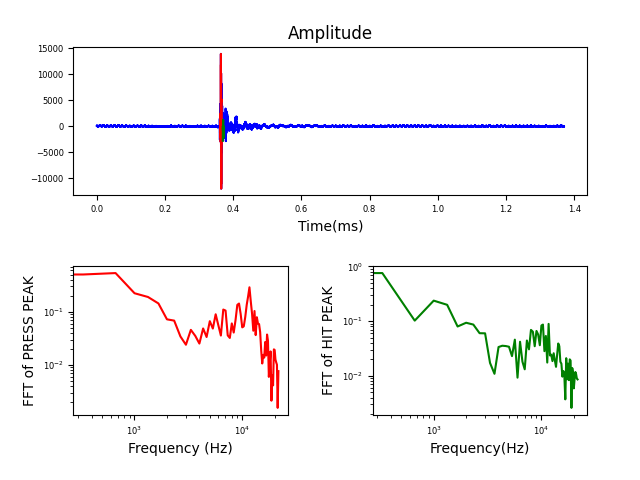 Amplitude
15000
10000
5000
0
−5000
−10000
0.0 0.2 0.4 0.6 0.8 1.0 1.2 1.4
Time(ms)
FFT of PRESS PEAK
10⁻¹
10⁻²
10³ 10⁴
Frequency (Hz)
FFT of HIT PEAK
10⁰
10⁻¹
10⁻²
10³ 10⁴
Frequency(Hz)